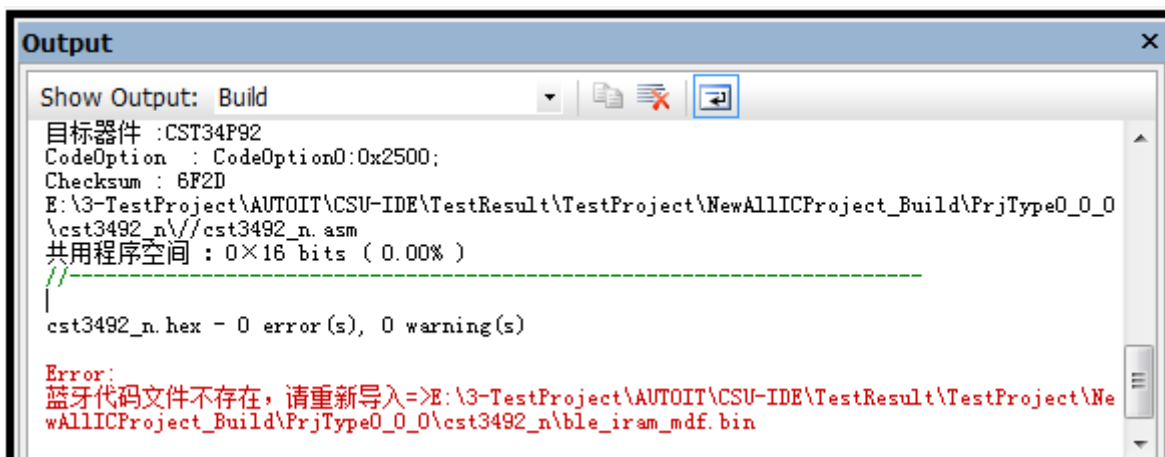 Output
Show Output: Build
目标器件 :CST34P92
CodeOption : CodeOption0:0x2500;
Checksum : 6F2D
E:\3-TestProject\AUTOIT\CSU-IDE\TestResult\TestProject\NewAllICProject_Build\PrjType0_0_0
\cst3492_n\//cst3492_n.asm
共用程序空间 : 0×16 bits ( 0.00% )
//----------------------------------------------------------------------
cst3492_n.hex - 0 error(s), 0 warning(s)
Error:
蓝牙代码文件不存在，请重新导入=>E:\3-TestProject\AUTOIT\CSU-IDE\TestResult\TestProject\Ne
wAllICProject_Build\PrjType0_0_0\cst3492_n\ble_iram_mdf.bin